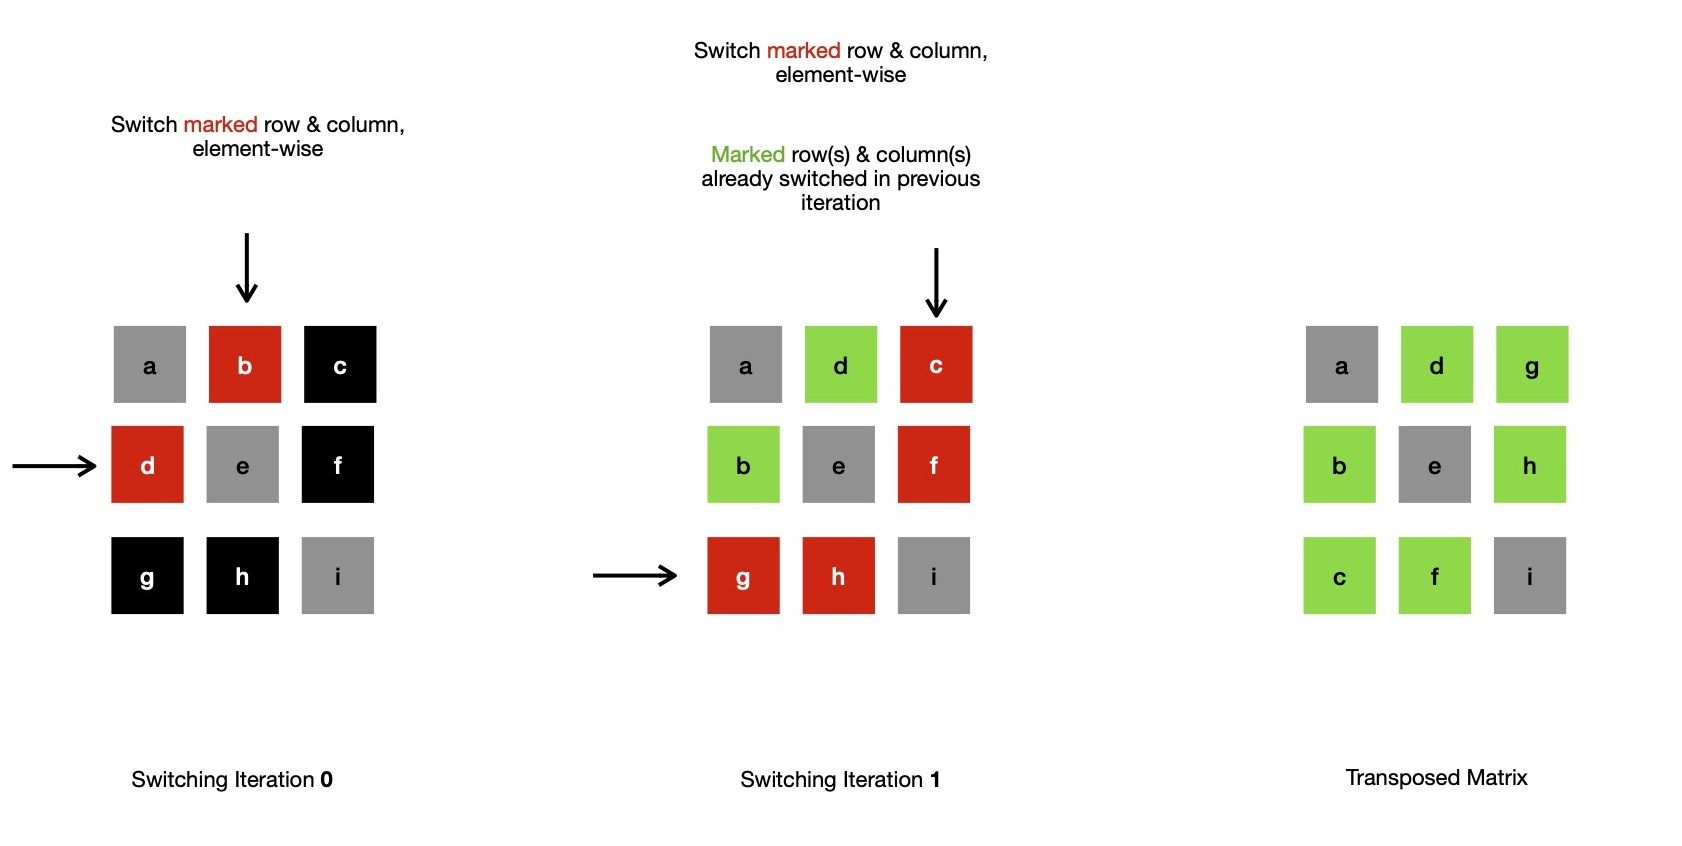 Switch marked row & column,
element-wise
a b c
d e f
g h i
Switching Iteration 0
Switch marked row & column,
element-wise
Marked row(s) & column(s)
already switched in previous
iteration
a d c
b e f
g h i
Switching Iteration 1
a d g
b e h
c f i
Transposed Matrix